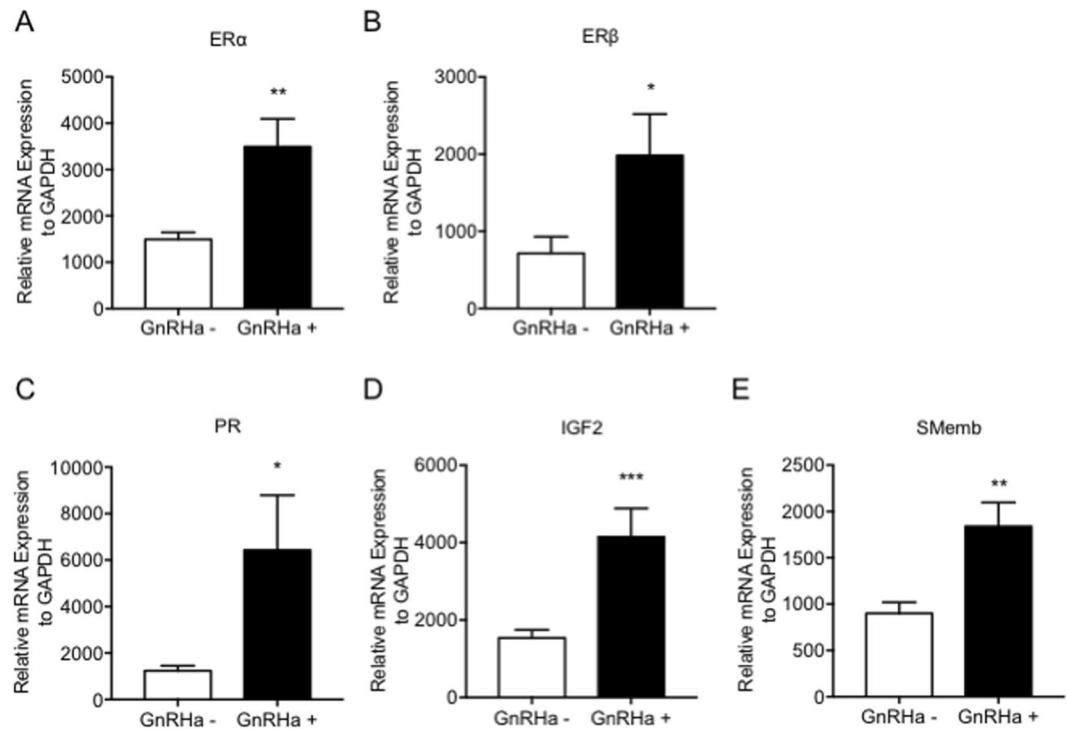 A
ERα
Relative mRNA Expression
to GAPDH
5000
4000
3000
2000
1000
0
**
GnRHa -
GnRHa +
B
ERβ
Relative mRNA Expression
to GAPDH
3000
2000
1000
0
*
GnRHa -
GnRHa +
C
PR
Relative mRNA Expression
to GAPDH
10000
8000
6000
4000
2000
0
*
GnRHa -
GnRHa +
D
IGF2
Relative mRNA Expression
to GAPDH
6000
4000
2000
0
***
GnRHa -
GnRHa +
E
SMemb
Relative mRNA Expression
to GAPDH
2500
2000
1500
1000
500
0
**
GnRHa -
GnRHa +